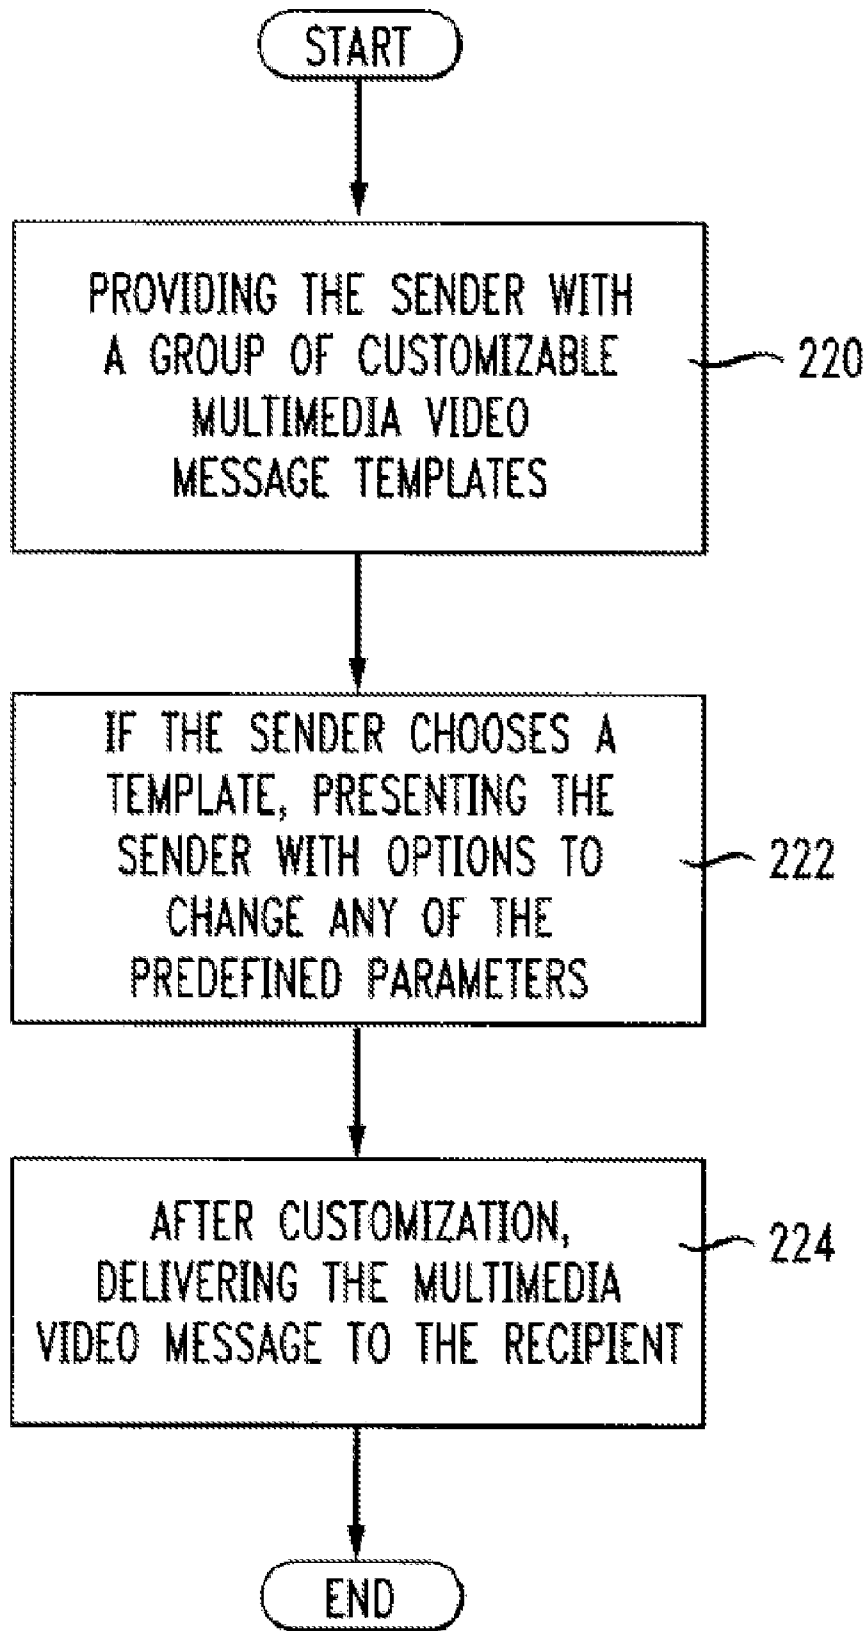 START
PROVIDING THE SENDER WITH
A GROUP OF CUSTOMIZABLE
MULTIMEDIA VIDEO
MESSAGE TEMPLATES
220
IF THE SENDER CHOOSES A
TEMPLATE, PRESENTING THE
SENDER WITH OPTIONS TO
CHANGE ANY OF THE
PREDEFINED PARAMETERS
222
AFTER CUSTOMIZATION,
DELIVERING THE MULTIMEDIA
VIDEO MESSAGE TO THE RECIPIENT
224
END